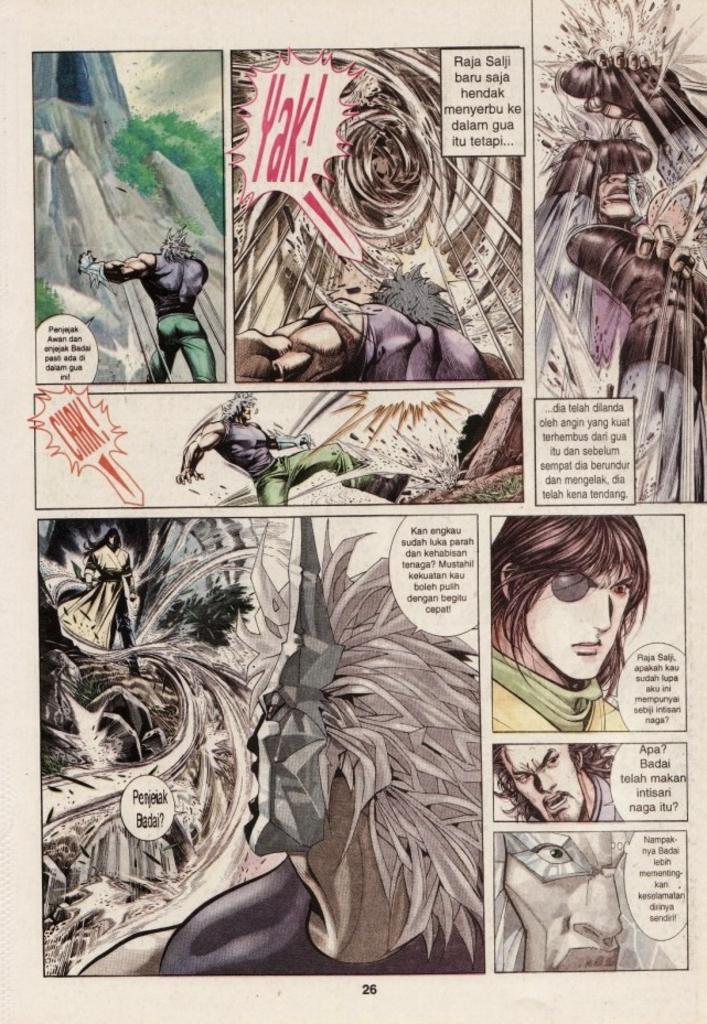 Penjejak
Awan dan
enjejak Badai
pasti ada di
dalam gua
ini!
Yak!
Raja Salji
baru saja
hendak
menyerbu ke
dalam gua
itu tetapi...
...dia telah dilanda
oleh angin yang kuat
terhembus dari gua
itu dan sebelum
sempat dia berundur
dan mengelak, dia
telah kena tendang.
Penjejak
Badai?
Kan engkau
sudah luka parah
dan kehabisan
tenaga? Mustahil
kekuatan kau
boleh pulih
dengan begitu
cepat!
Raja Salji,
apakah kau
sudah lupa
aku ini
mempunyai
sebiji intisari
naga?
Apa?
Badai
telah makan
intisari
naga itu?
Nampak-
nya Badai
lebih
mementing-
kan
keselamatan
dirinya
sendiri!
26